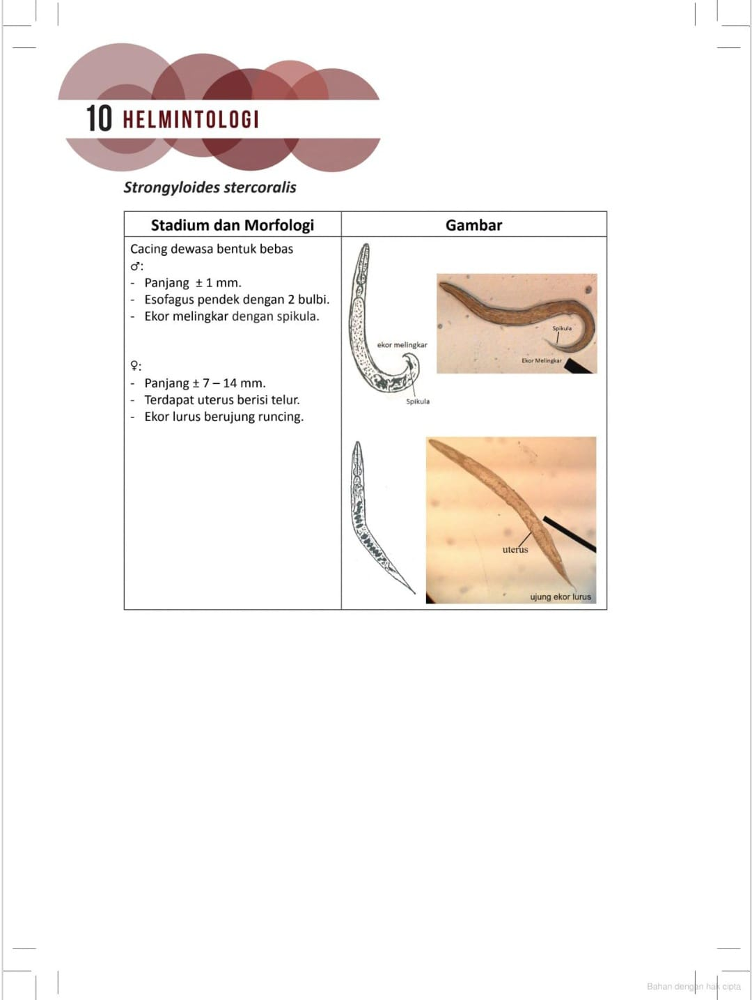 10 HELMINTOLOGI
Strongyloides stercoralis
Stadium dan Morfologi
Gambar
Cacing dewasa bentuk bebas
♂:
- Panjang ± 1 mm.
- Esofagus pendek dengan 2 bulbi.
- Ekor melingkar dengan spikula.
♀:
- Panjang ± 7 – 14 mm.
- Terdapat uterus berisi telur.
- Ekor lurus berujung runcing.
ekor melingkar
Spikula
Spikula
Ekor Melingkar
uterus
ujung ekor lurus
Bahan dengan hak cipta